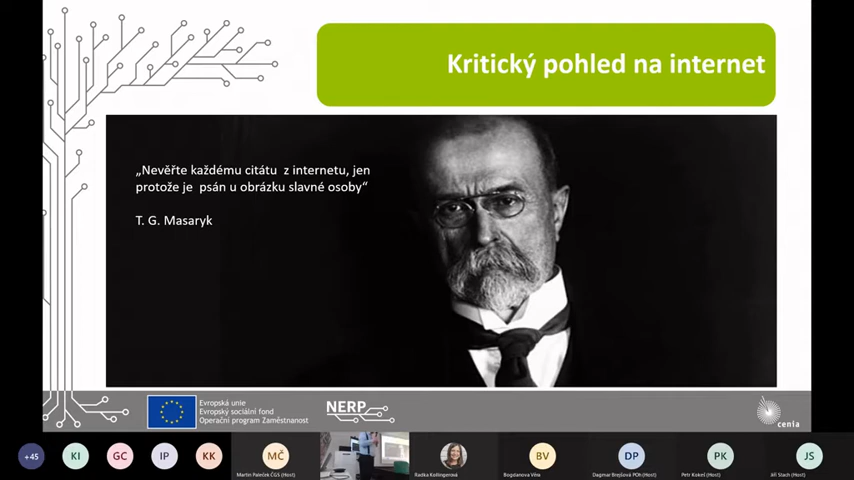 Kritický pohled na internet
„Nevěřte každému citátu z internetu, jen
protože je psán u obrázku slavné osoby“
T. G. Masaryk
Evropská unie
Evropský sociální fond
Operační program Zaměstnanost
NERP
cenia
+45
KI
GC
IP
KK
MČ
BV
DP
PK
JS
Martin Paleček ČGS (Host)
Radka Kollingerová
Bogdanova Věra
Dagmar Brejšová POh (Host)
Petr Kokeš (Host)
Jiří Stach (Host)